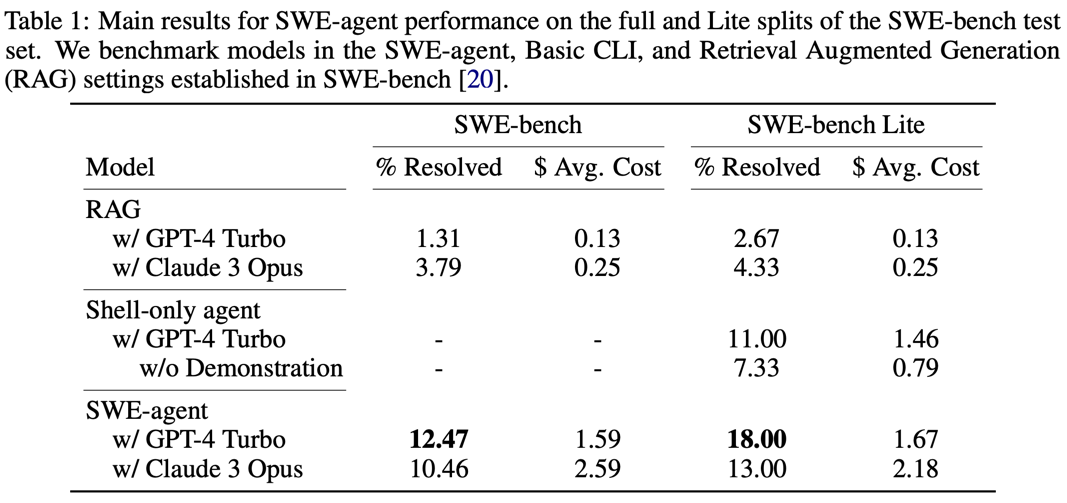 Table 1: Main results for SWE-agent performance on the full and Lite splits of the SWE-bench test
set. We benchmark models in the SWE-agent, Basic CLI, and Retrieval Augmented Generation
(RAG) settings established in SWE-bench [20].
SWE-bench SWE-bench Lite
Model % Resolved $ Avg. Cost % Resolved $ Avg. Cost
RAG
w/ GPT-4 Turbo 1.31 0.13 2.67 0.13
w/ Claude 3 Opus 3.79 0.25 4.33 0.25
Shell-only agent
w/ GPT-4 Turbo - - 11.00 1.46
w/o Demonstration - - 7.33 0.79
SWE-agent
w/ GPT-4 Turbo 12.47 1.59 18.00 1.67
w/ Claude 3 Opus 10.46 2.59 13.00 2.18